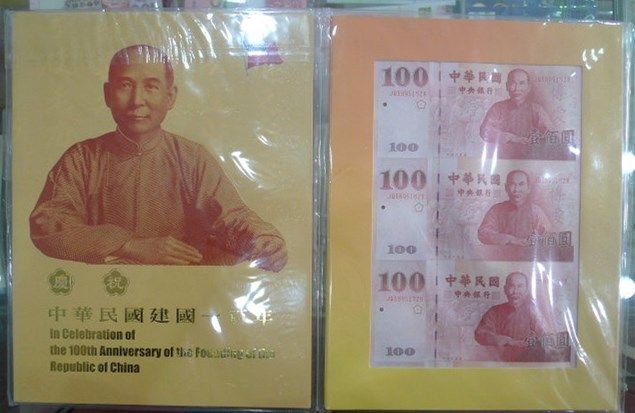 慶祝
中華民國建國一百年
In Celebration of
the 100th Anniversary of the Founding of the
Republic of China
100 中華民國
中央銀行
壹佰圓
100
100 中華民國
中央銀行
壹佰圓
100
100 中華民國
中央銀行
壹佰圓
100